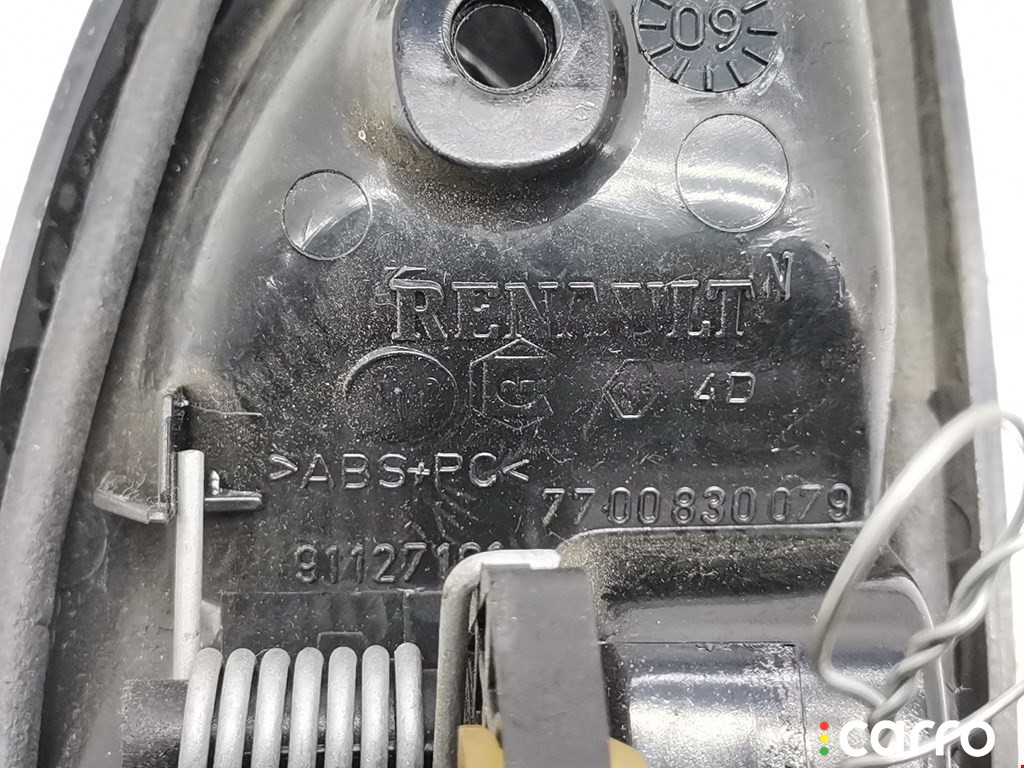 09
RENAULT N
4D
>ABS+PC<
7700830079
carro